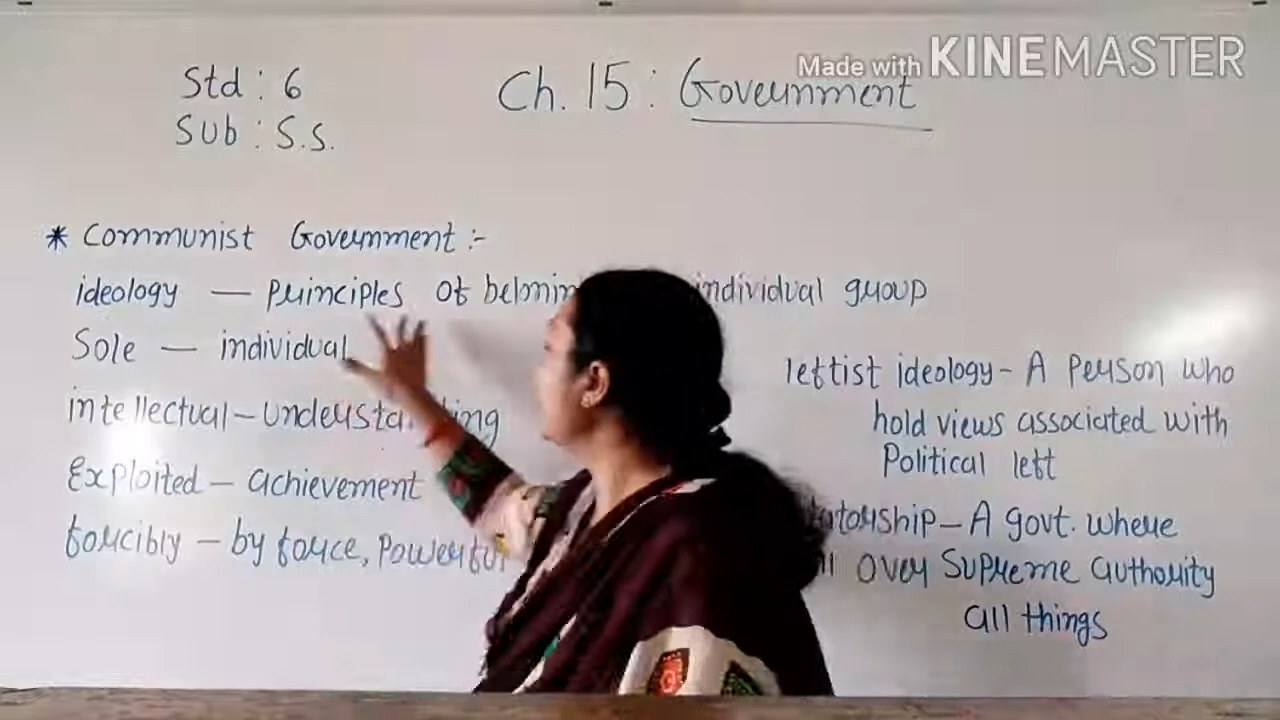 Made with KINEMASTER
Std : 6
Ch. 15 : Government
Sub : S.S.
* Communist Government :-
ideology — principles of individual group
Sole — individual
intellectual –
Exploited – achievement
forcibly – by force,
leftist ideology - A person who
hold views associated with
Political left
– A govt. where
over Supreme authority
all things